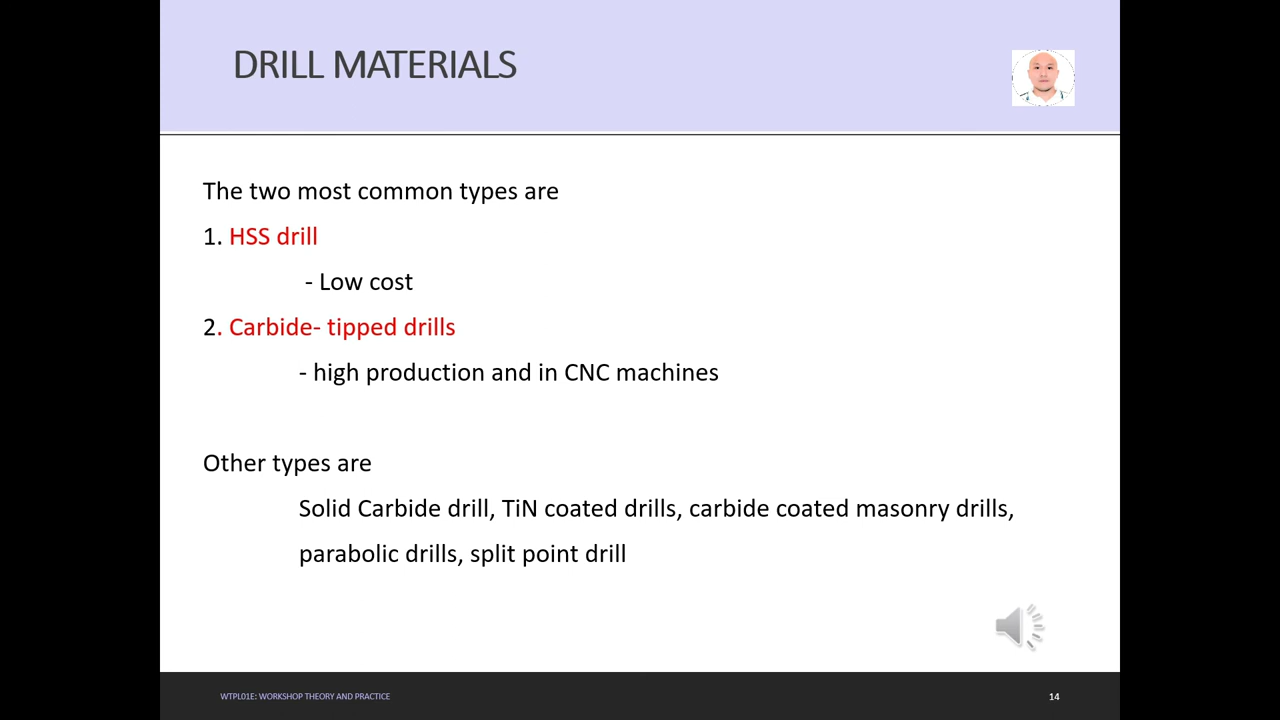 DRILL MATERIALS
The two most common types are
1. HSS drill
- Low cost
2. Carbide- tipped drills
- high production and in CNC machines
Other types are
Solid Carbide drill, TiN coated drills, carbide coated masonry drills,
parabolic drills, split point drill
WTPL01E: WORKSHOP THEORY AND PRACTICE
14